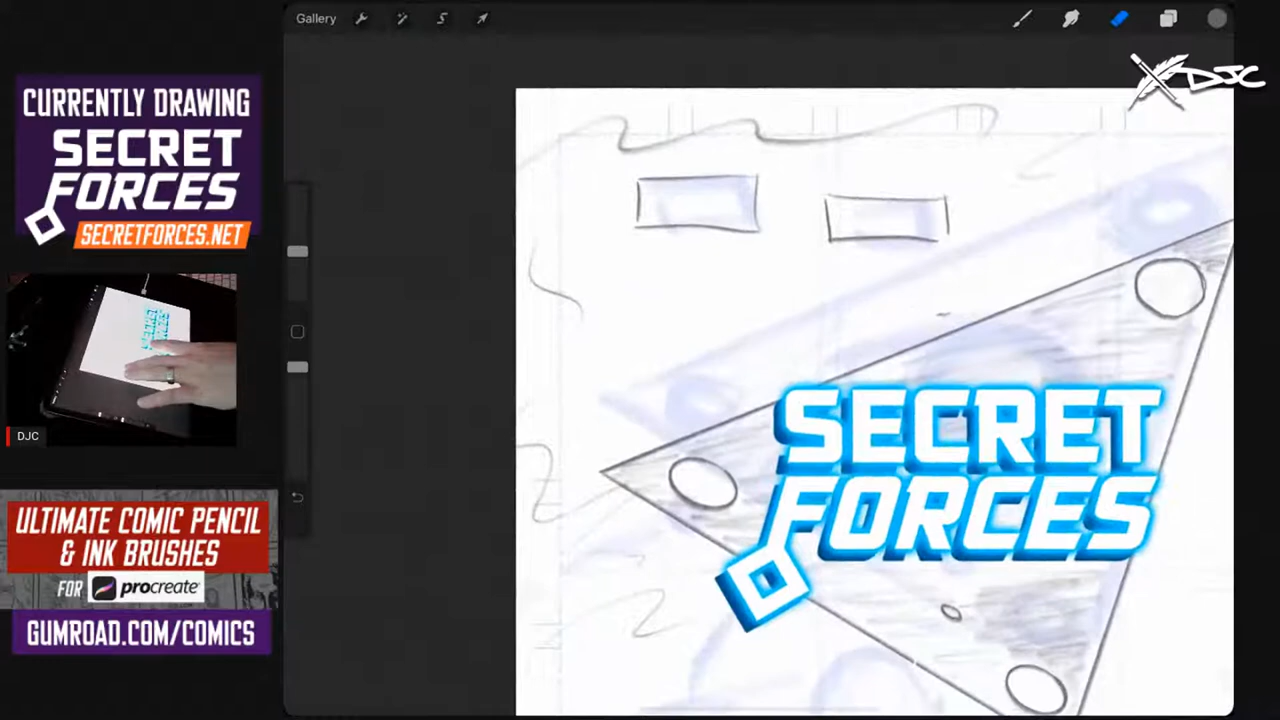 Gallery
DJC
CURRENTLY DRAWING
SECRET
FORCES
SECRETFORCES.NET
DJC
ULTIMATE COMIC PENCIL
& INK BRUSHES
FOR procreate
GUMROAD.COM/COMICS
SECRET
FORCES